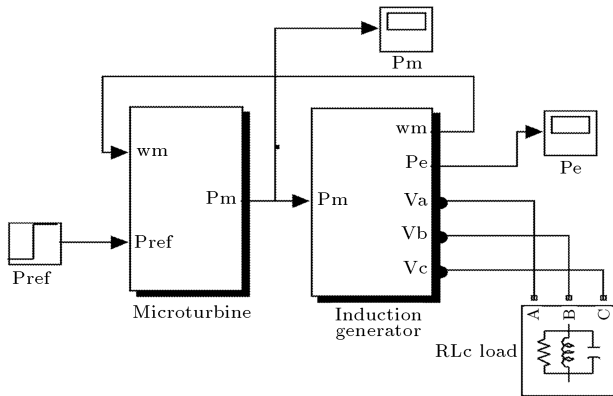 Pm
wm
Pm
Pref
Microturbine
Pref
Pm
wm
Pe
Va
Vb
Vc
Induction
generator
Pe
A
B
C
RLc load